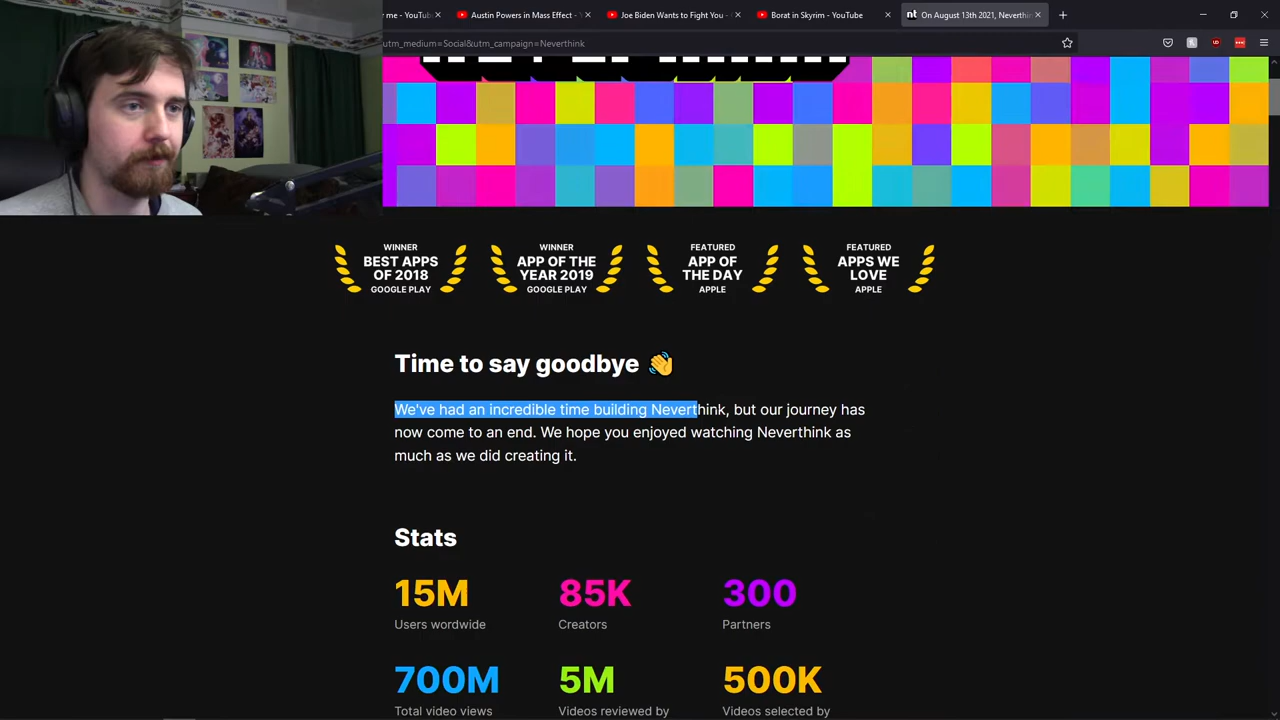 r me - YouTub
Austin Powers in Mass Effect -
Joe Biden Wants to Fight You -
Borat in Skyrim - YouTube
nt
On August 13th 2021, Neverthin
utm_medium=Social&utm_campaign=Neverthink
WINNER
BEST APPS
OF 2018
GOOGLE PLAY
WINNER
APP OF THE
YEAR 2019
GOOGLE PLAY
FEATURED
APP OF
THE DAY
APPLE
FEATURED
APPS WE
LOVE
APPLE
Time to say goodbye 👋
We've had an incredible time building Neverthink, but our journey has
now come to an end. We hope you enjoyed watching Neverthink as
much as we did creating it.
Stats
15M
Users wordwide
85K
Creators
300
Partners
700M
Total video views
5M
Videos reviewed by
500K
Videos selected by